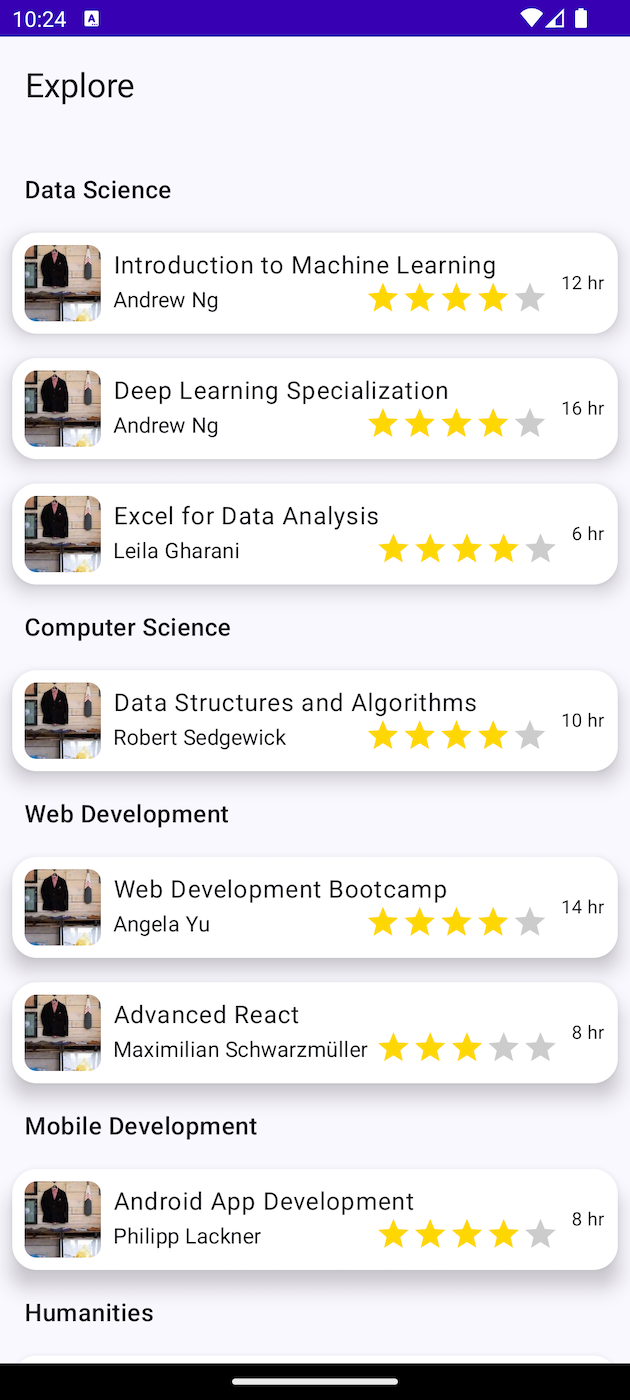 10:24
Explore
Data Science
Introduction to Machine Learning
Andrew Ng
12 hr
Deep Learning Specialization
Andrew Ng
16 hr
Excel for Data Analysis
Leila Gharani
6 hr
Computer Science
Data Structures and Algorithms
Robert Sedgewick
10 hr
Web Development
Web Development Bootcamp
Angela Yu
14 hr
Advanced React
Maximilian Schwarzmüller
8 hr
Mobile Development
Android App Development
Philipp Lackner
8 hr
Humanities